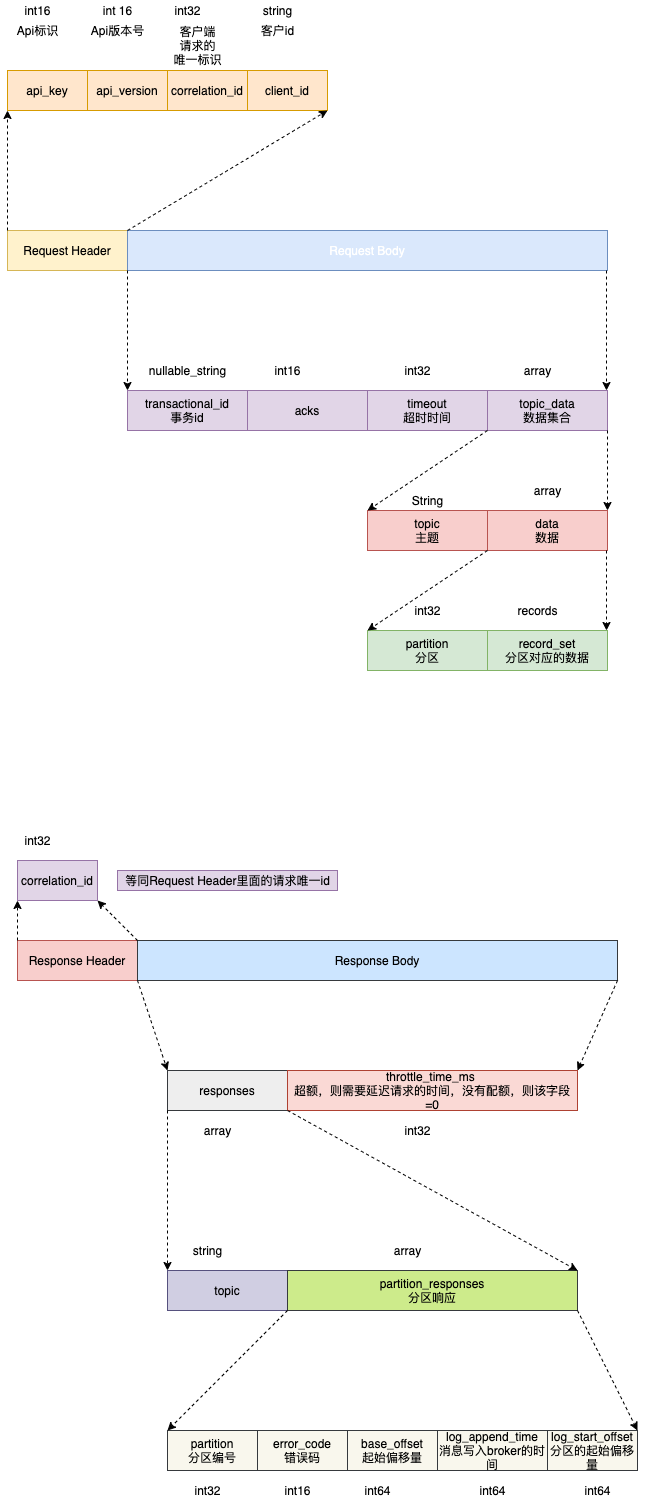 int16
int 16
int32
string
Api标识
Api版本号
客户端
请求的
唯一标识
客户id
api_key
api_version
correlation_id
client_id
Request Header
Request Body
nullable_string
int16
int32
array
transactional_id
事务id
acks
timeout
超时时间
topic_data
数据集合
String
array
topic
主题
data
数据
int32
records
partition
分区
record_set
分区对应的数据
int32
correlation_id
等同Request Header里面的请求唯一id
Response Header
Response Body
responses
throttle_time_ms
超额，则需要延迟请求的时间，没有配额，则该字段
=0
array
int32
string
array
topic
partition_responses
分区响应
partition
分区编号
error_code
错误码
base_offset
起始偏移量
log_append_time
消息写入broker的时
间
log_start_offset
分区的起始偏移
量
int32
int16
int64
int64
int64